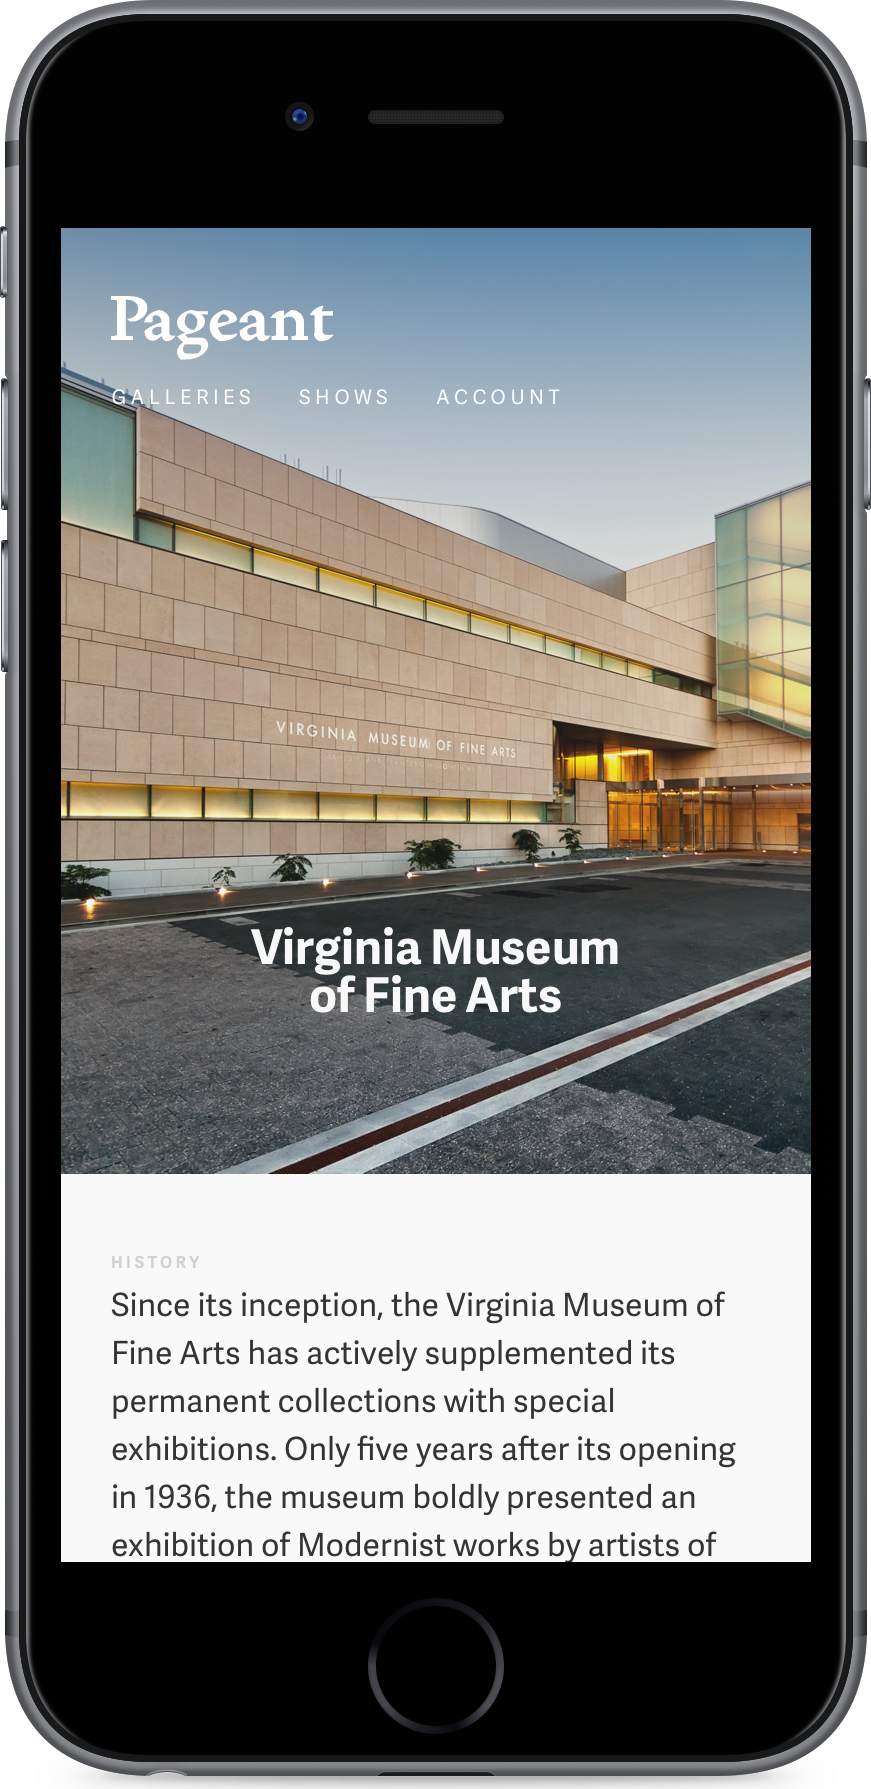 Pageant
GALLERIES SHOWS ACCOUNT
VIRGINIA MUSEUM OF FINE ARTS
Virginia Museum
of Fine Arts
HISTORY
Since its inception, the Virginia Museum of
Fine Arts has actively supplemented its
permanent collections with special
exhibitions. Only five years after its opening
in 1936, the museum boldly presented an
exhibition of Modernist works by artists of